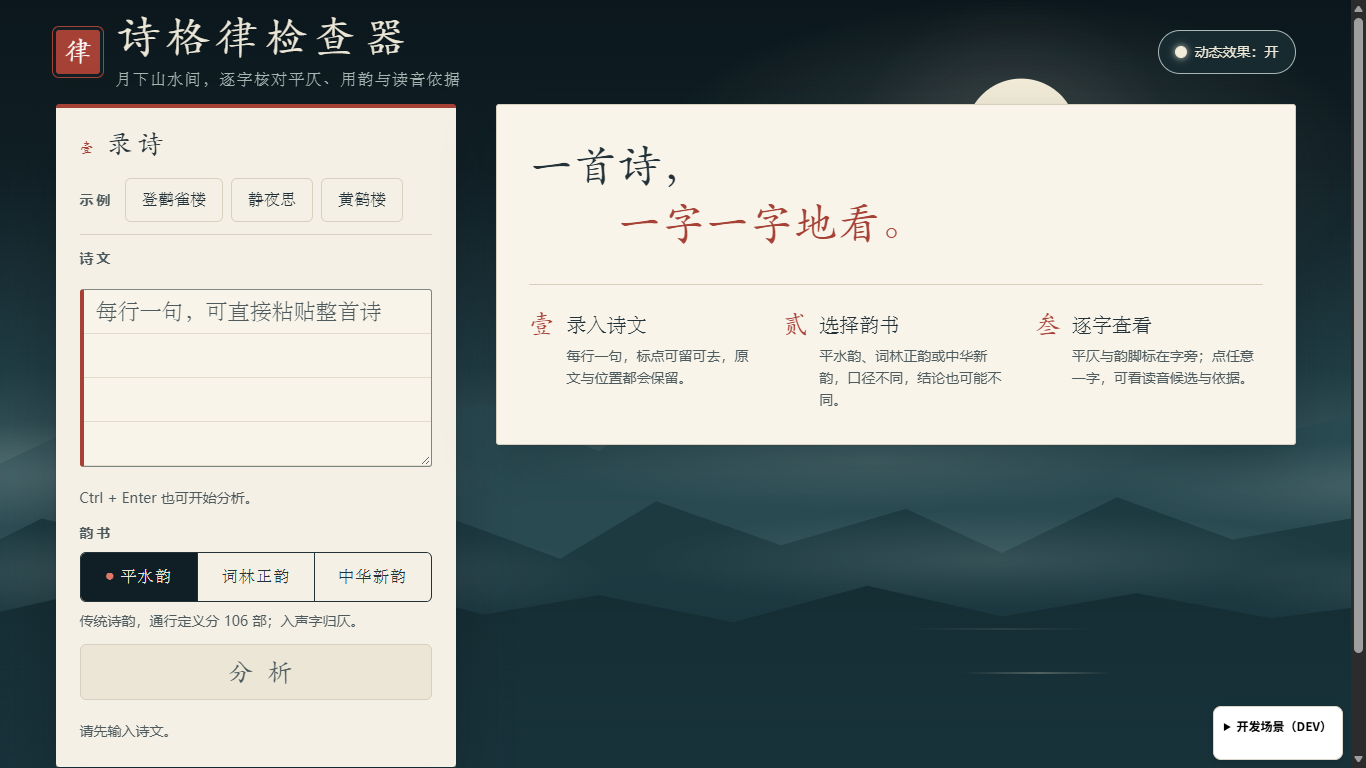 律
诗格律检查器
月下山水间，逐字核对平仄、用韵与读音依据
动态效果：开
壹 录诗
示例 登鹳雀楼 静夜思 黄鹤楼
诗文
每行一句，可直接粘贴整首诗
Ctrl + Enter 也可开始分析。
韵书
平水韵 词林正韵 中华新韵
传统诗韵，通行定义分 106 部；入声字归仄。
分析
请先输入诗文。
一首诗，
一字一字地看。
壹 录入诗文
每行一句，标点可留可去，原
文与位置都会保留。
贰 选择韵书
平水韵、词林正韵或中华新
韵，口径不同，结论也可能不
同。
叁 逐字查看
平仄与韵脚标在字旁；点任意
一字，可看读音候选与依据。
开发场景（DEV）